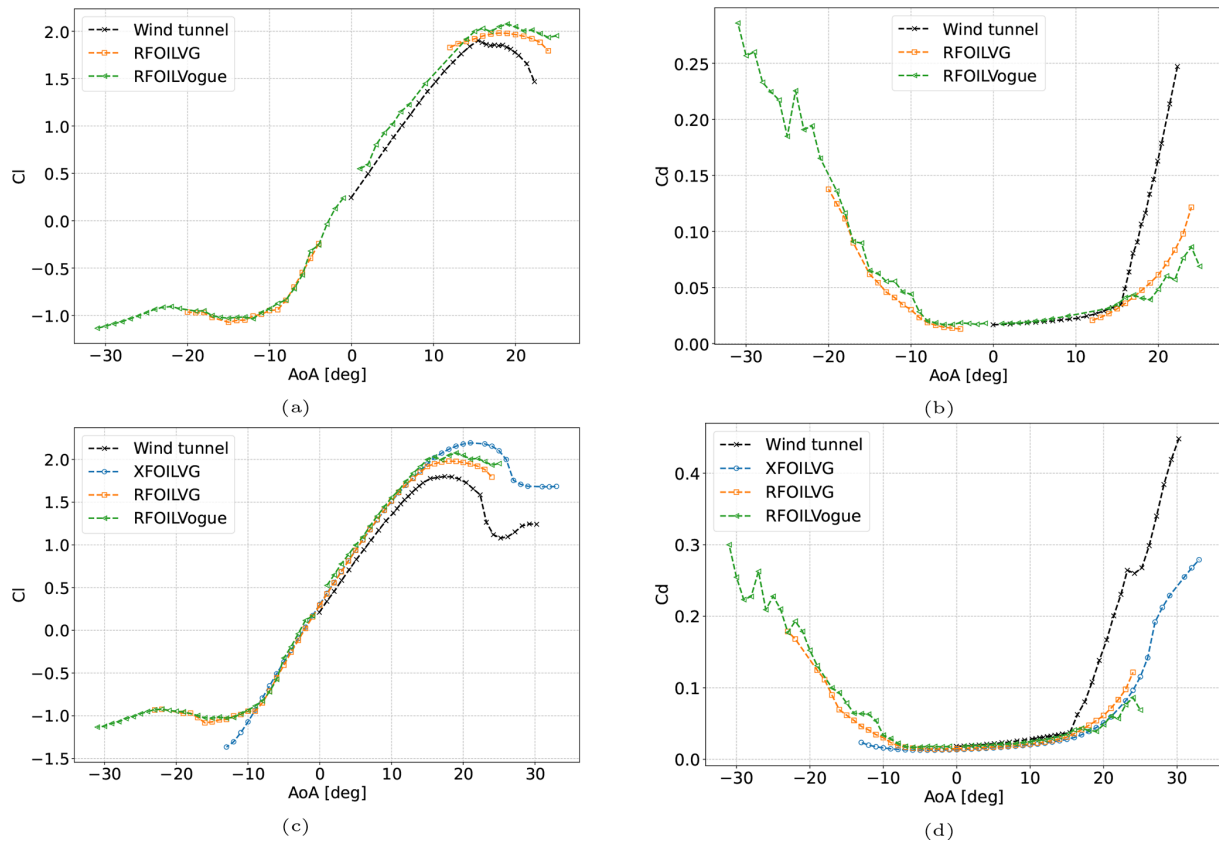 Cl
2.0
1.5
1.0
0.5
0.0
−0.5
−1.0
Wind tunnel
RFOILVG
RFOILVogue
−30
−20
−10
0
10
20
AoA [deg]
(a)
Cd
0.25
0.20
0.15
0.10
0.05
0.00
Wind tunnel
RFOILVG
RFOILVogue
−30
−20
−10
0
10
20
AoA [deg]
(b)
Cl
2.0
1.5
1.0
0.5
0.0
−0.5
−1.0
−1.5
Wind tunnel
XFOILVG
RFOILVG
RFOILVogue
−30
−20
−10
0
10
20
30
AoA [deg]
(c)
Cd
0.4
0.3
0.2
0.1
0.0
Wind tunnel
XFOILVG
RFOILVG
RFOILVogue
−30
−20
−10
0
10
20
30
AoA [deg]
(d)